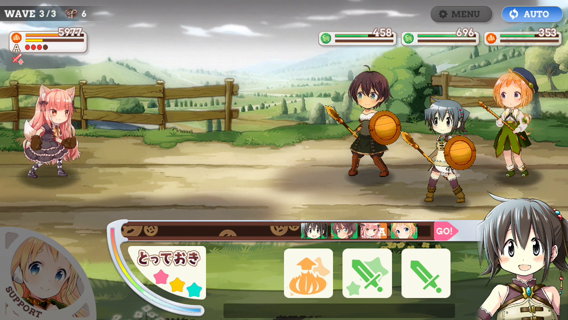 WAVE 3/3 6
MENU
AUTO
5977
458
696
353
A
A
GO!
とっておき
SUPPORT